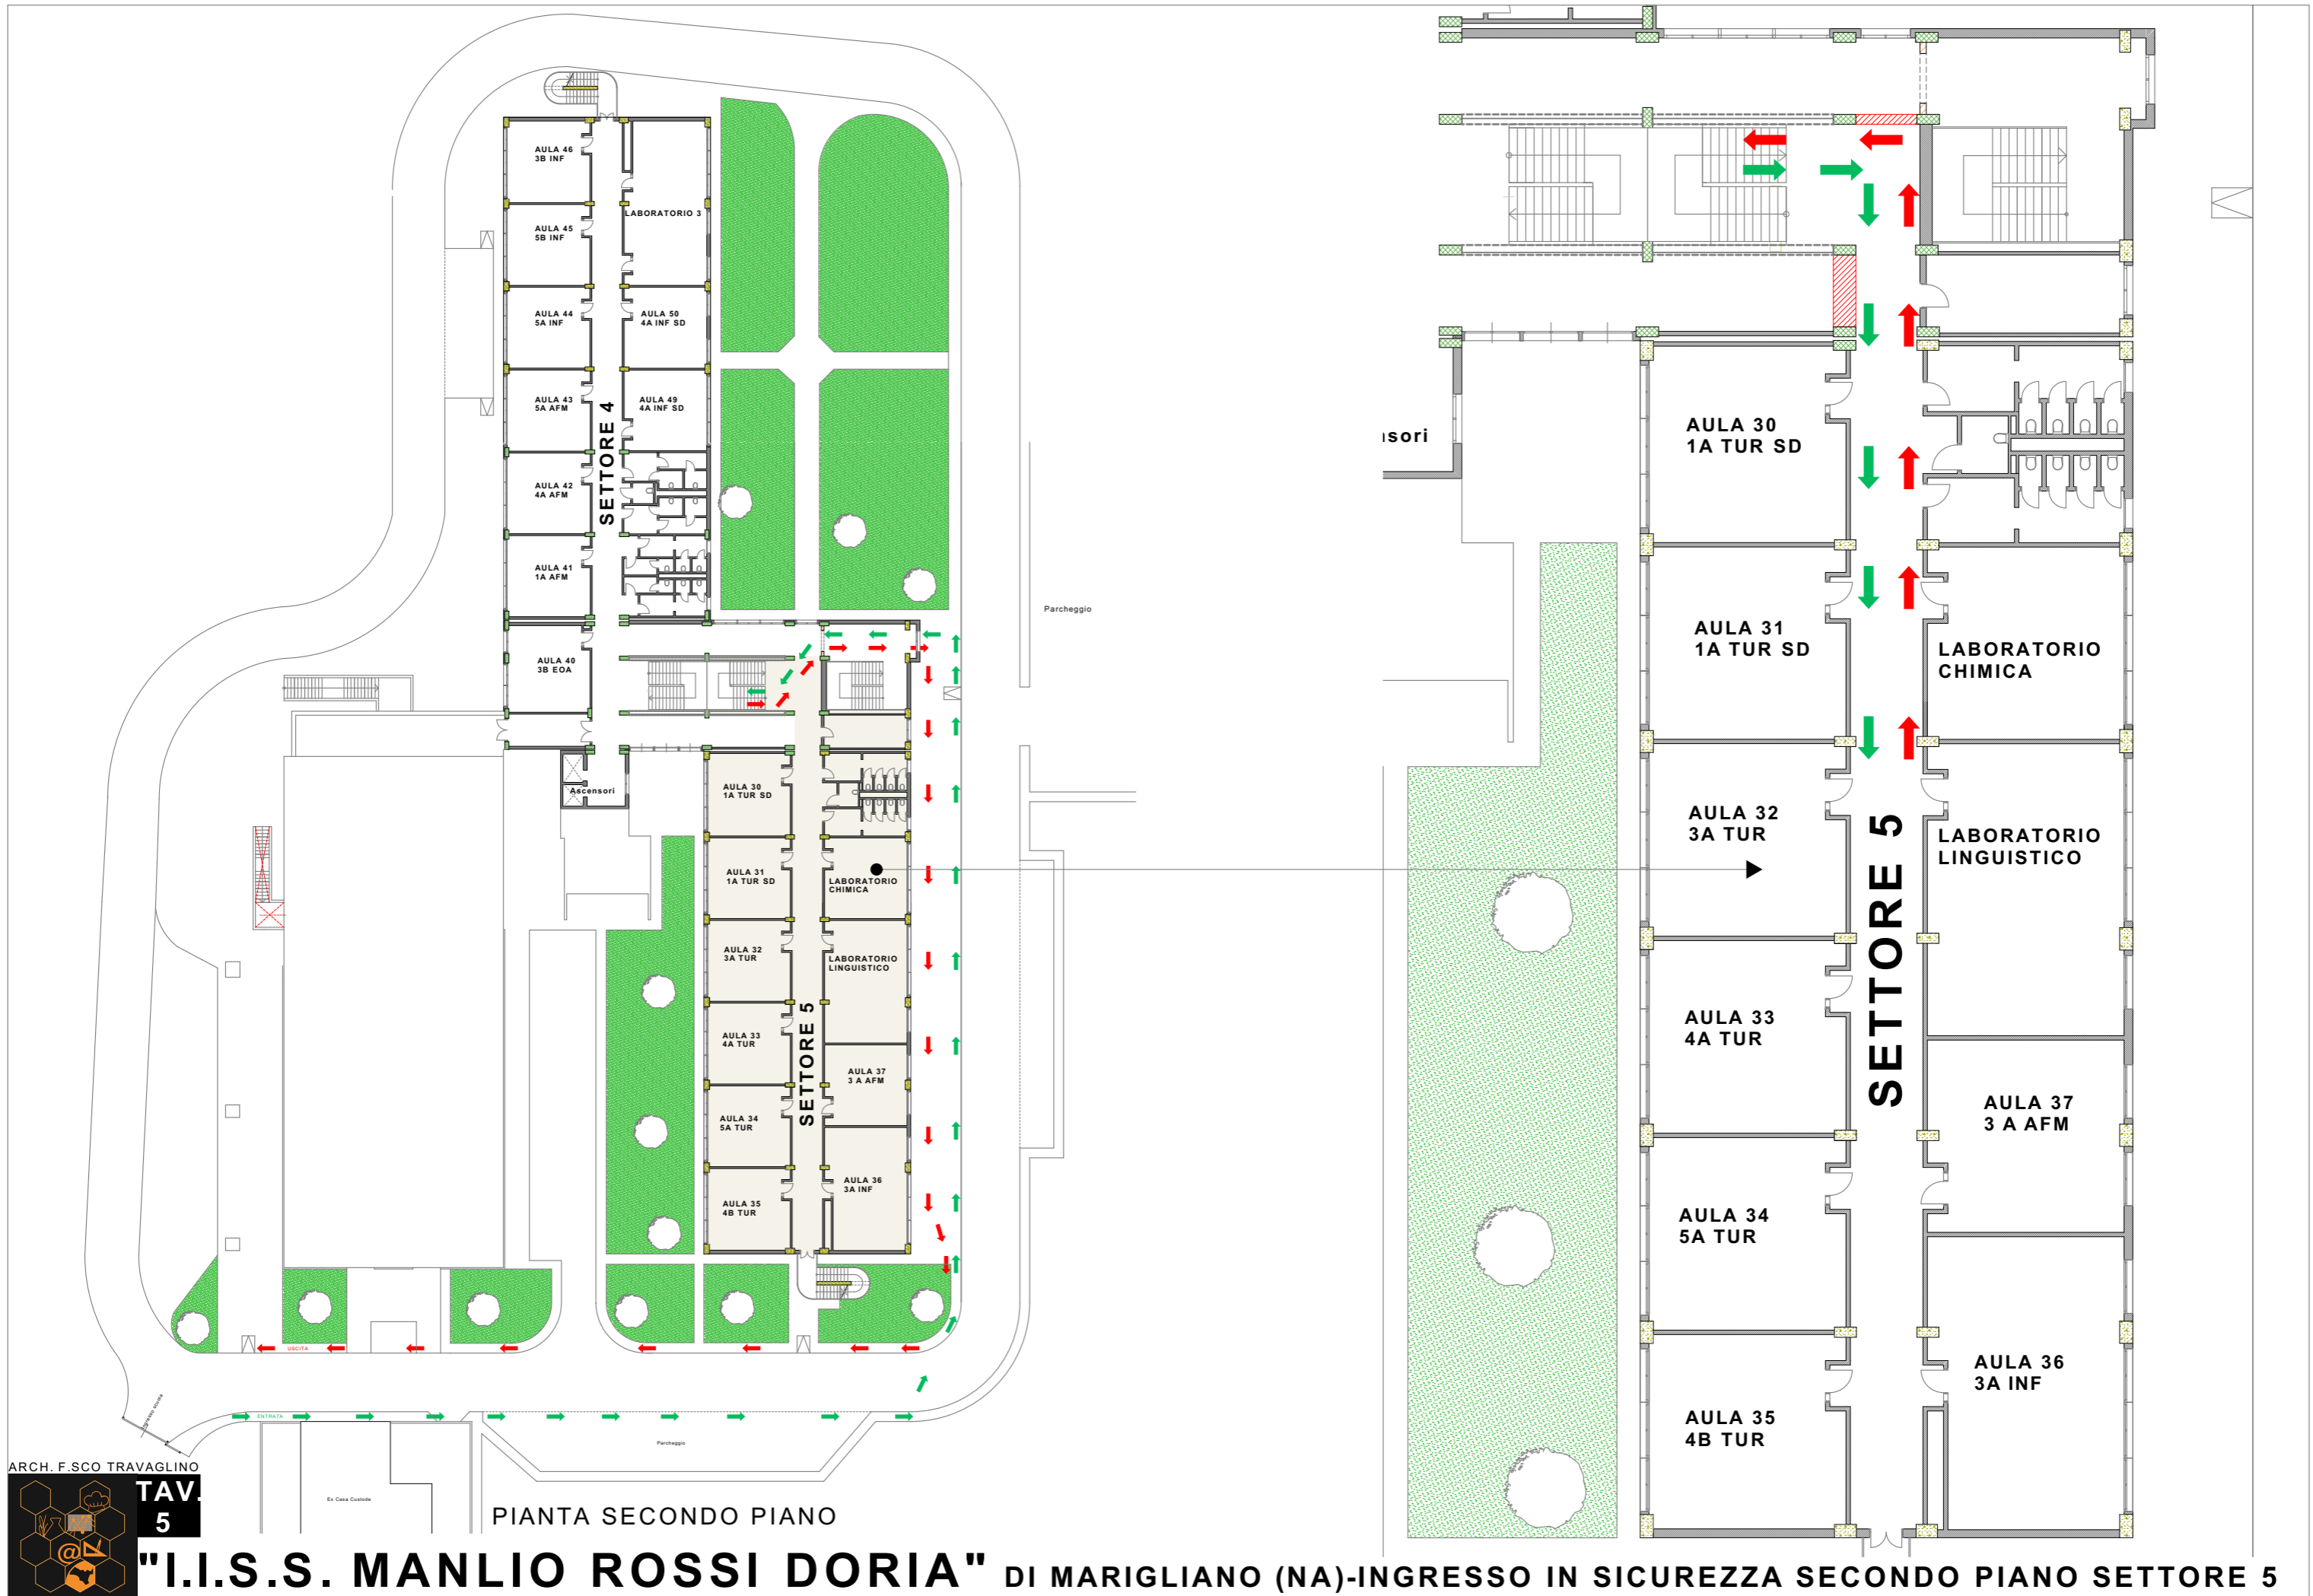 AULA 46
3B INF
AULA 45
5B INF
AULA 44
5A INF
AULA 43
5A AFM
AULA 42
4A AFM
AULA 41
1A AFM
AULA 40
3B EOA
LABORATORIO 3
AULA 50
4A INF SD
AULA 49
4A INF SD
SETTORE 4
Ascensori
Parcheggio
AULA 30
1A TUR SD
AULA 31
1A TUR SD
AULA 32
3A TUR
AULA 33
4A TUR
AULA 34
5A TUR
AULA 35
4B TUR
LABORATORIO
CHIMICA
LABORATORIO
LINGUISTICO
AULA 37
3 A AFM
AULA 36
3A INF
SETTORE 5
USCITA
ENTRATA
Parcheggio
Ex Casa Custode
sori
AULA 30
1A TUR SD
AULA 31
1A TUR SD
AULA 32
3A TUR
AULA 33
4A TUR
AULA 34
5A TUR
AULA 35
4B TUR
LABORATORIO
CHIMICA
LABORATORIO
LINGUISTICO
AULA 37
3 A AFM
AULA 36
3A INF
SETTORE 5
ARCH. F.SCO TRAVAGLINO
TAV.
5
PIANTA SECONDO PIANO
"I.I.S.S. MANLIO ROSSI DORIA" DI MARIGLIANO (NA)-INGRESSO IN SICUREZZA SECONDO PIANO SETTORE 5